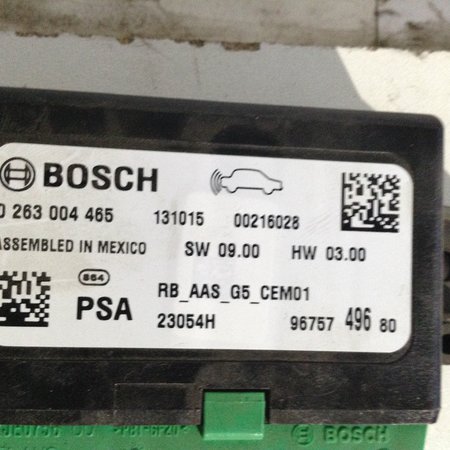 BOSCH
0 263 004 465 131015 00216028
ASSEMBLED IN MEXICO SW 09.00 HW 03.00
864 RB_AAS_G5_CEM01
PSA 23054H 96757 496 80
BOSCH